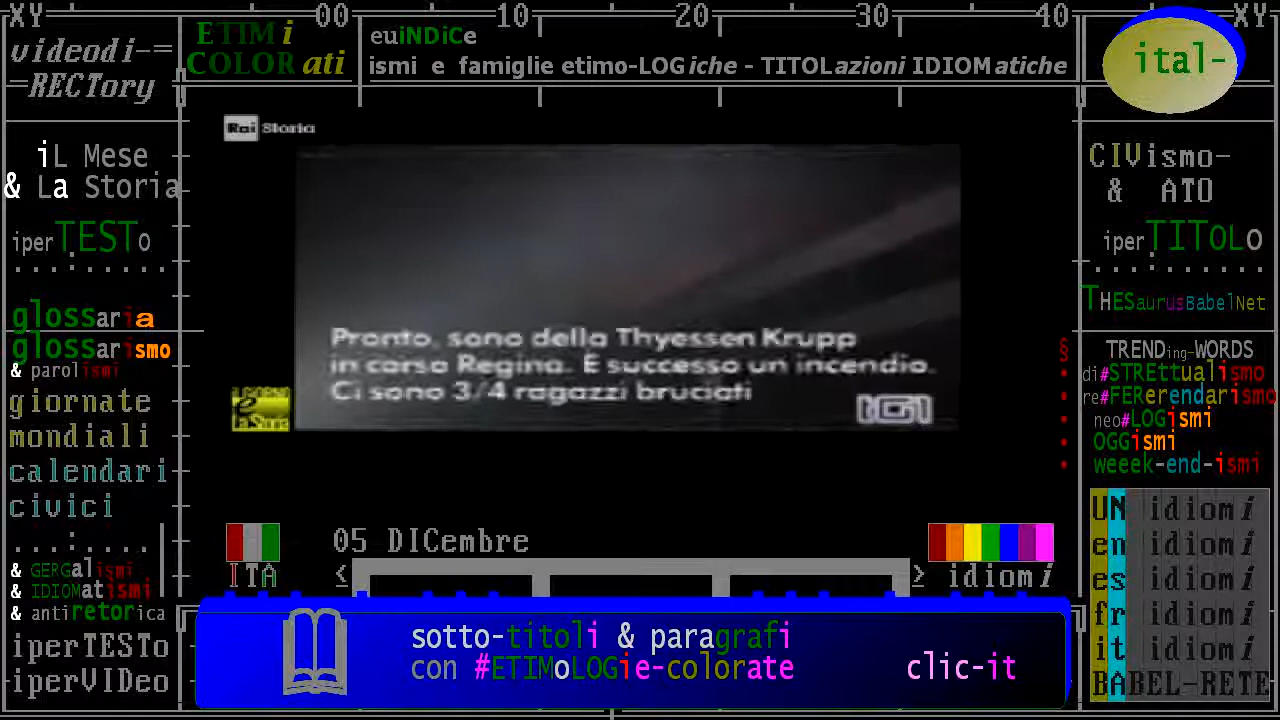 XY 00 10 20 30 40 XY
videodi-=
=RECTory
ETIMi
COLORati
euiNDiCe
ismi e famiglie etimo-LOGiche - TITOLazioni IDIOMatiche
ital-
iL Mese
& La Storia
iperTESTo
glossaria
glossarismo
& parolismi
giornate
mondiali
calendari
civici
& GERGalismi
& IDIOMatismi
& antiretorica
iperTESTo
-iperVIDeo
Rai Storia
Pronto, sono della Thyessen Krupp
in corso Regina. E successo un incendio.
Ci sono 3/4 ragazzi bruciati
TG1
05 DICembre
ITA < > idiomi
sotto-titoli & paragrafi
con #ETIMoLOGie-colorate clic-it
CIVismo-
& ATO
iperTIToLO
THESaurusBabelNet
§
TRENDing-WORDS
di#STREttualismo
re#FERerendarismo
neo#LOGismi
OGGismi
weeek-end-ismi
UN idiomi
en idiomi
es idiomi
fr idiomi
it idiomi
BABEL-RETE